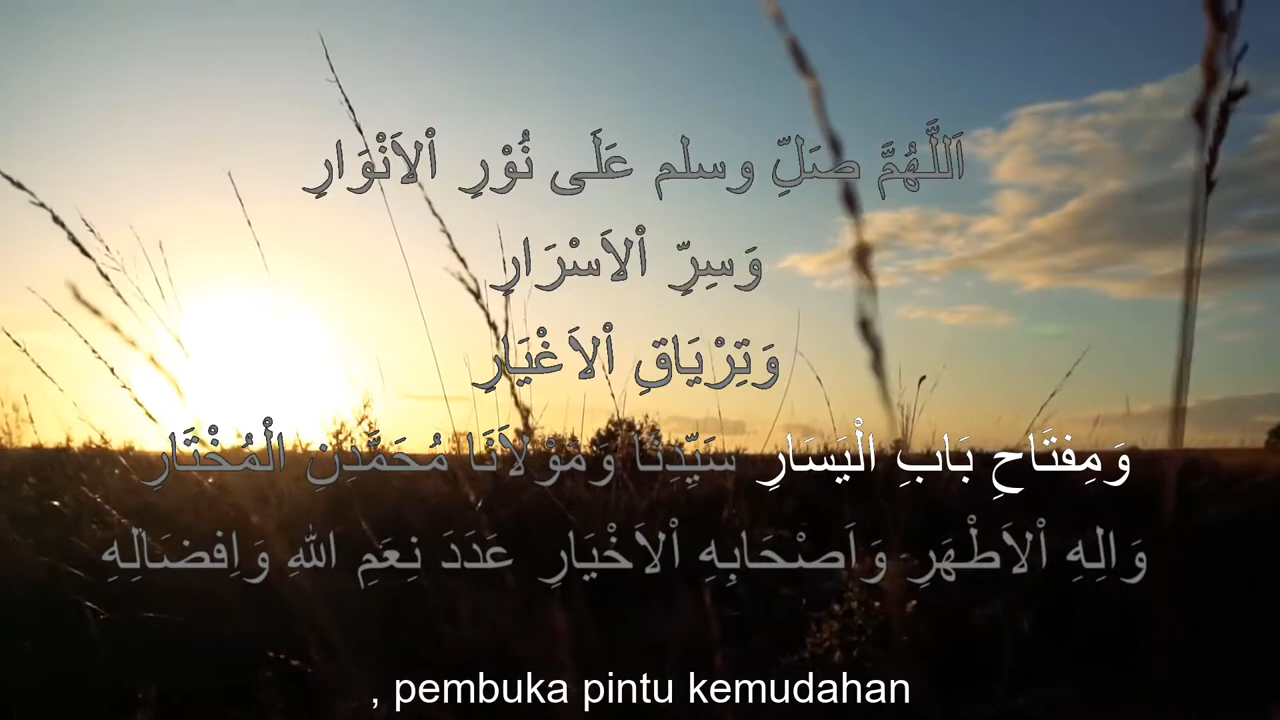 اَللَّهُمَّ صَلِّ وسلم عَلَى نُوْرِ اْلاَنْوَارِ
وَسِرِّ اْلاَسْرَارِ
وَتِرْيَاقِ اْلاَغْيَارِ
وَمِفتَاحِ بَابِ الْيَسَارِ سَيِّدِنَا وَمَوْلاَنَا مُحَمَّدِنِ الْمُخْتَارِ
وَالِهِ اْلاَطْهَرِ وَاَصْحَابِهِ اْلاَخْيَارِ عَدَدَ نِعَمِ اللهِ وَاِفضَالِهِ
, pembuka pintu kemudahan